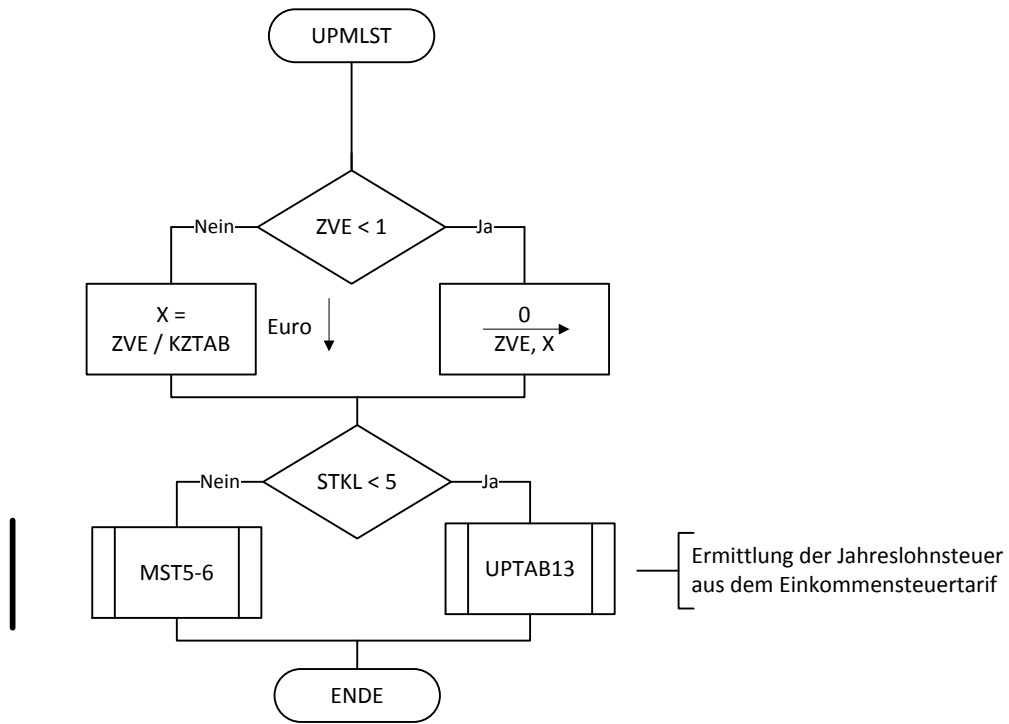 UPMLST
ZVE < 1
Nein
Ja
X =
ZVE / KZTAB
Euro
0
ZVE, X
STKL < 5
Nein
Ja
MST5-6
UPTAB13
Ermittlung der Jahreslohnsteuer
aus dem Einkommensteuertarif
ENDE